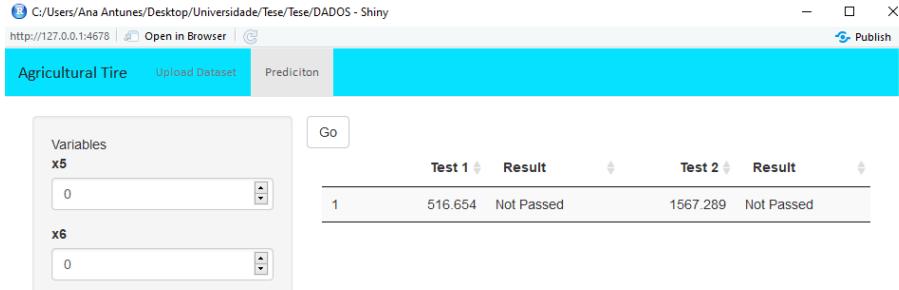 C:/Users/Ana Antunes/Desktop/Universidade/Tese/Tese/DADOS - Shiny
http://127.0.0.1:4678 Open in Browser Publish
Agricultural Tire Upload Dataset Prediciton
Variables
x5
0
x6
0
Go
Test 1 Result Test 2 Result
1 516.654 Not Passed 1567.289 Not Passed